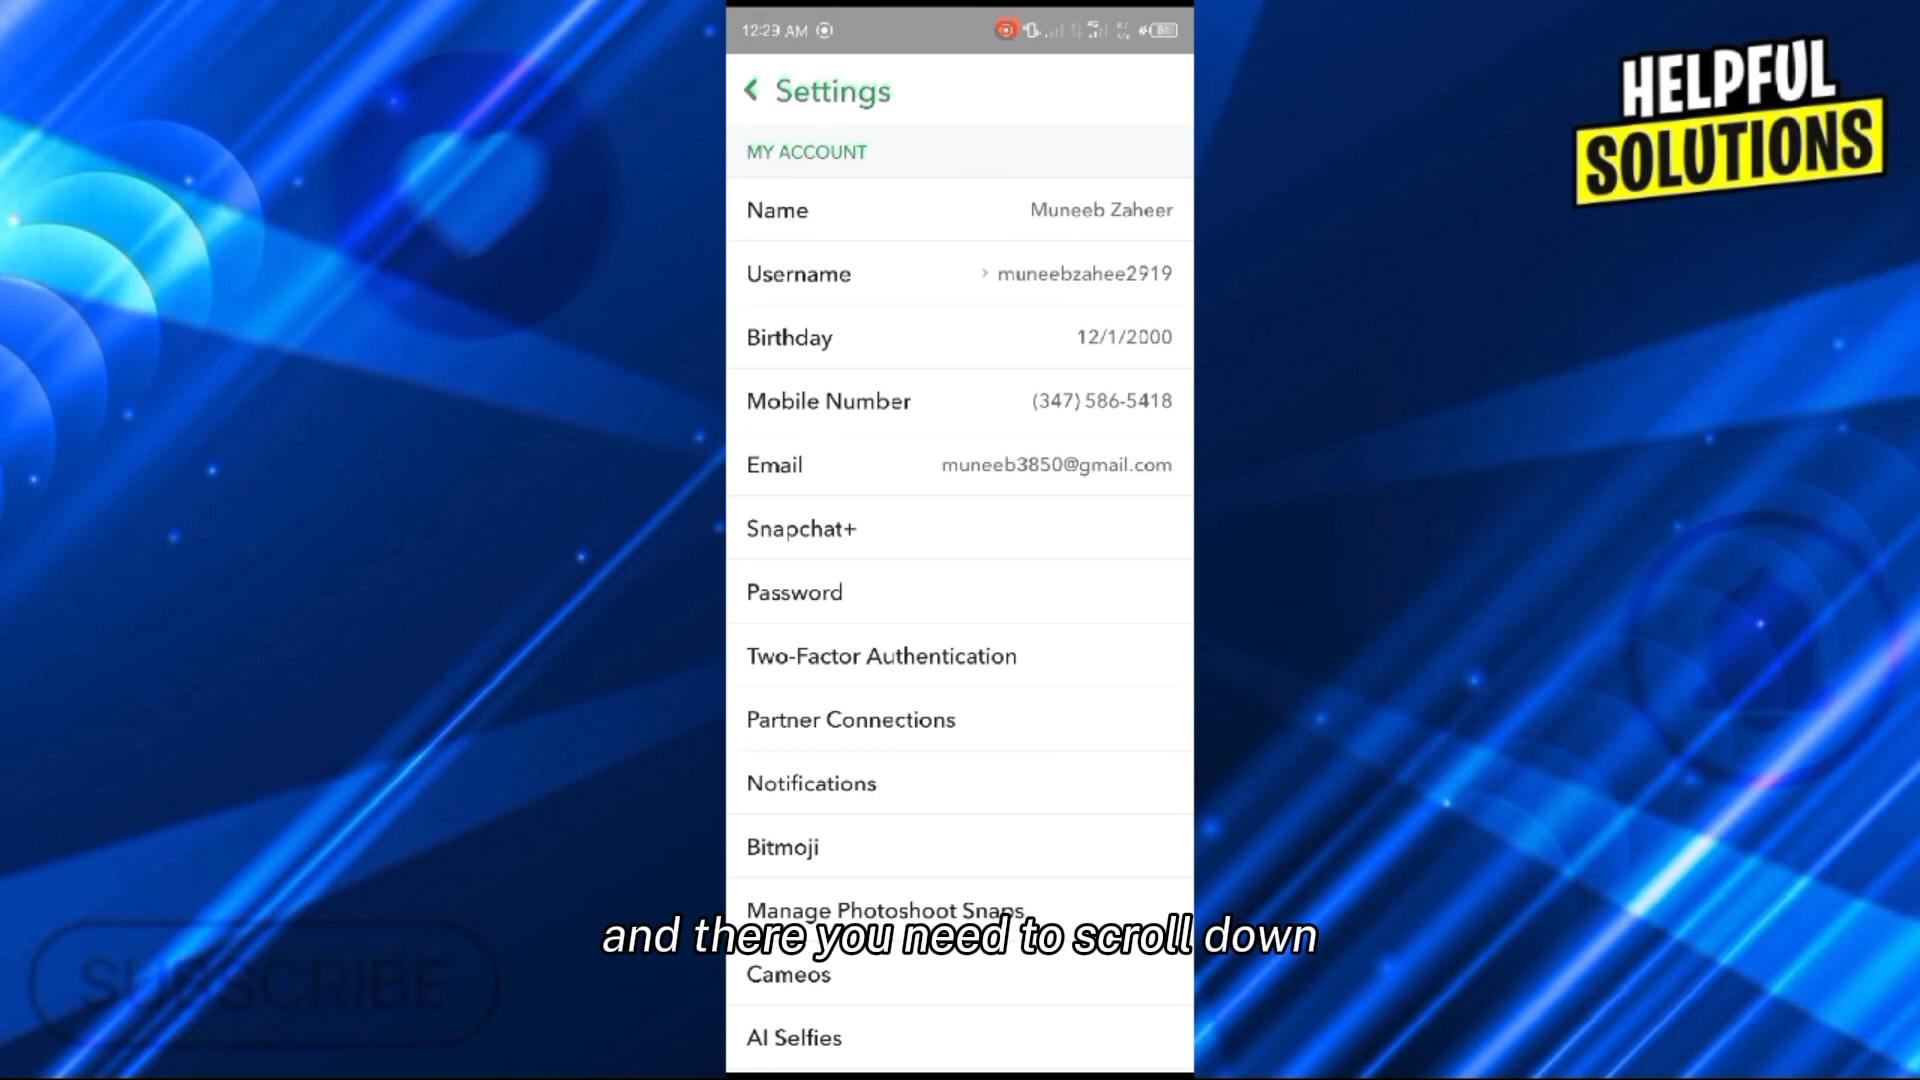 12:29 AM
HELPFUL
SOLUTIONS
Settings
MY ACCOUNT
Name Muneeb Zaheer
Username muneebzahee2919
Birthday 12/1/2000
Mobile Number (347) 586-5418
Email muneeb3850@gmail.com
Snapchat+
Password
Two-Factor Authentication
Partner Connections
Notifications
Bitmoji
Manage Photoshoot Snaps
and there you need to scroll down
Cameos
SUBSCRIBE
AI Selfies